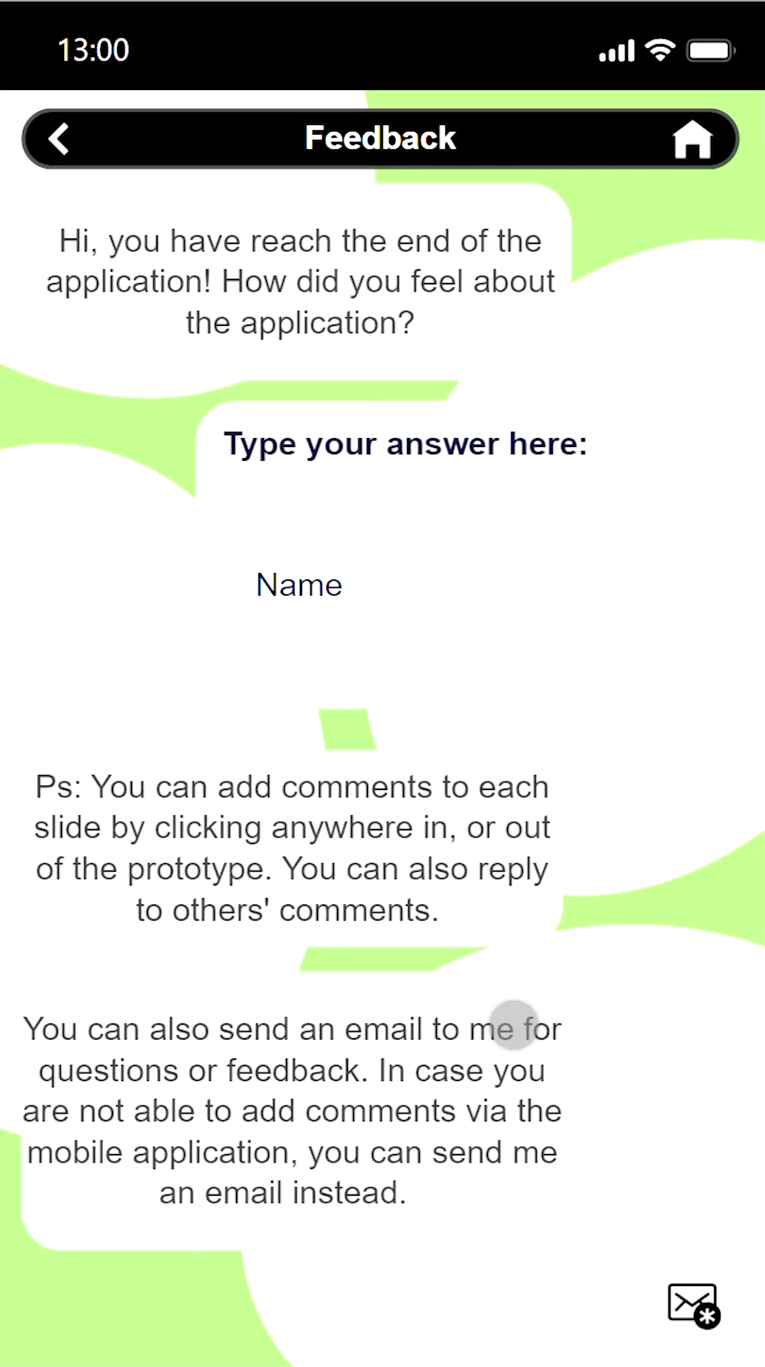 13:00
Feedback
Hi, you have reach the end of the
application! How did you feel about
the application?
Type your answer here:
Name
Ps: You can add comments to each
slide by clicking anywhere in, or out
of the prototype. You can also reply
to others' comments.
You can also send an email to me for
questions or feedback. In case you
are not able to add comments via the
mobile application, you can send me
an email instead.